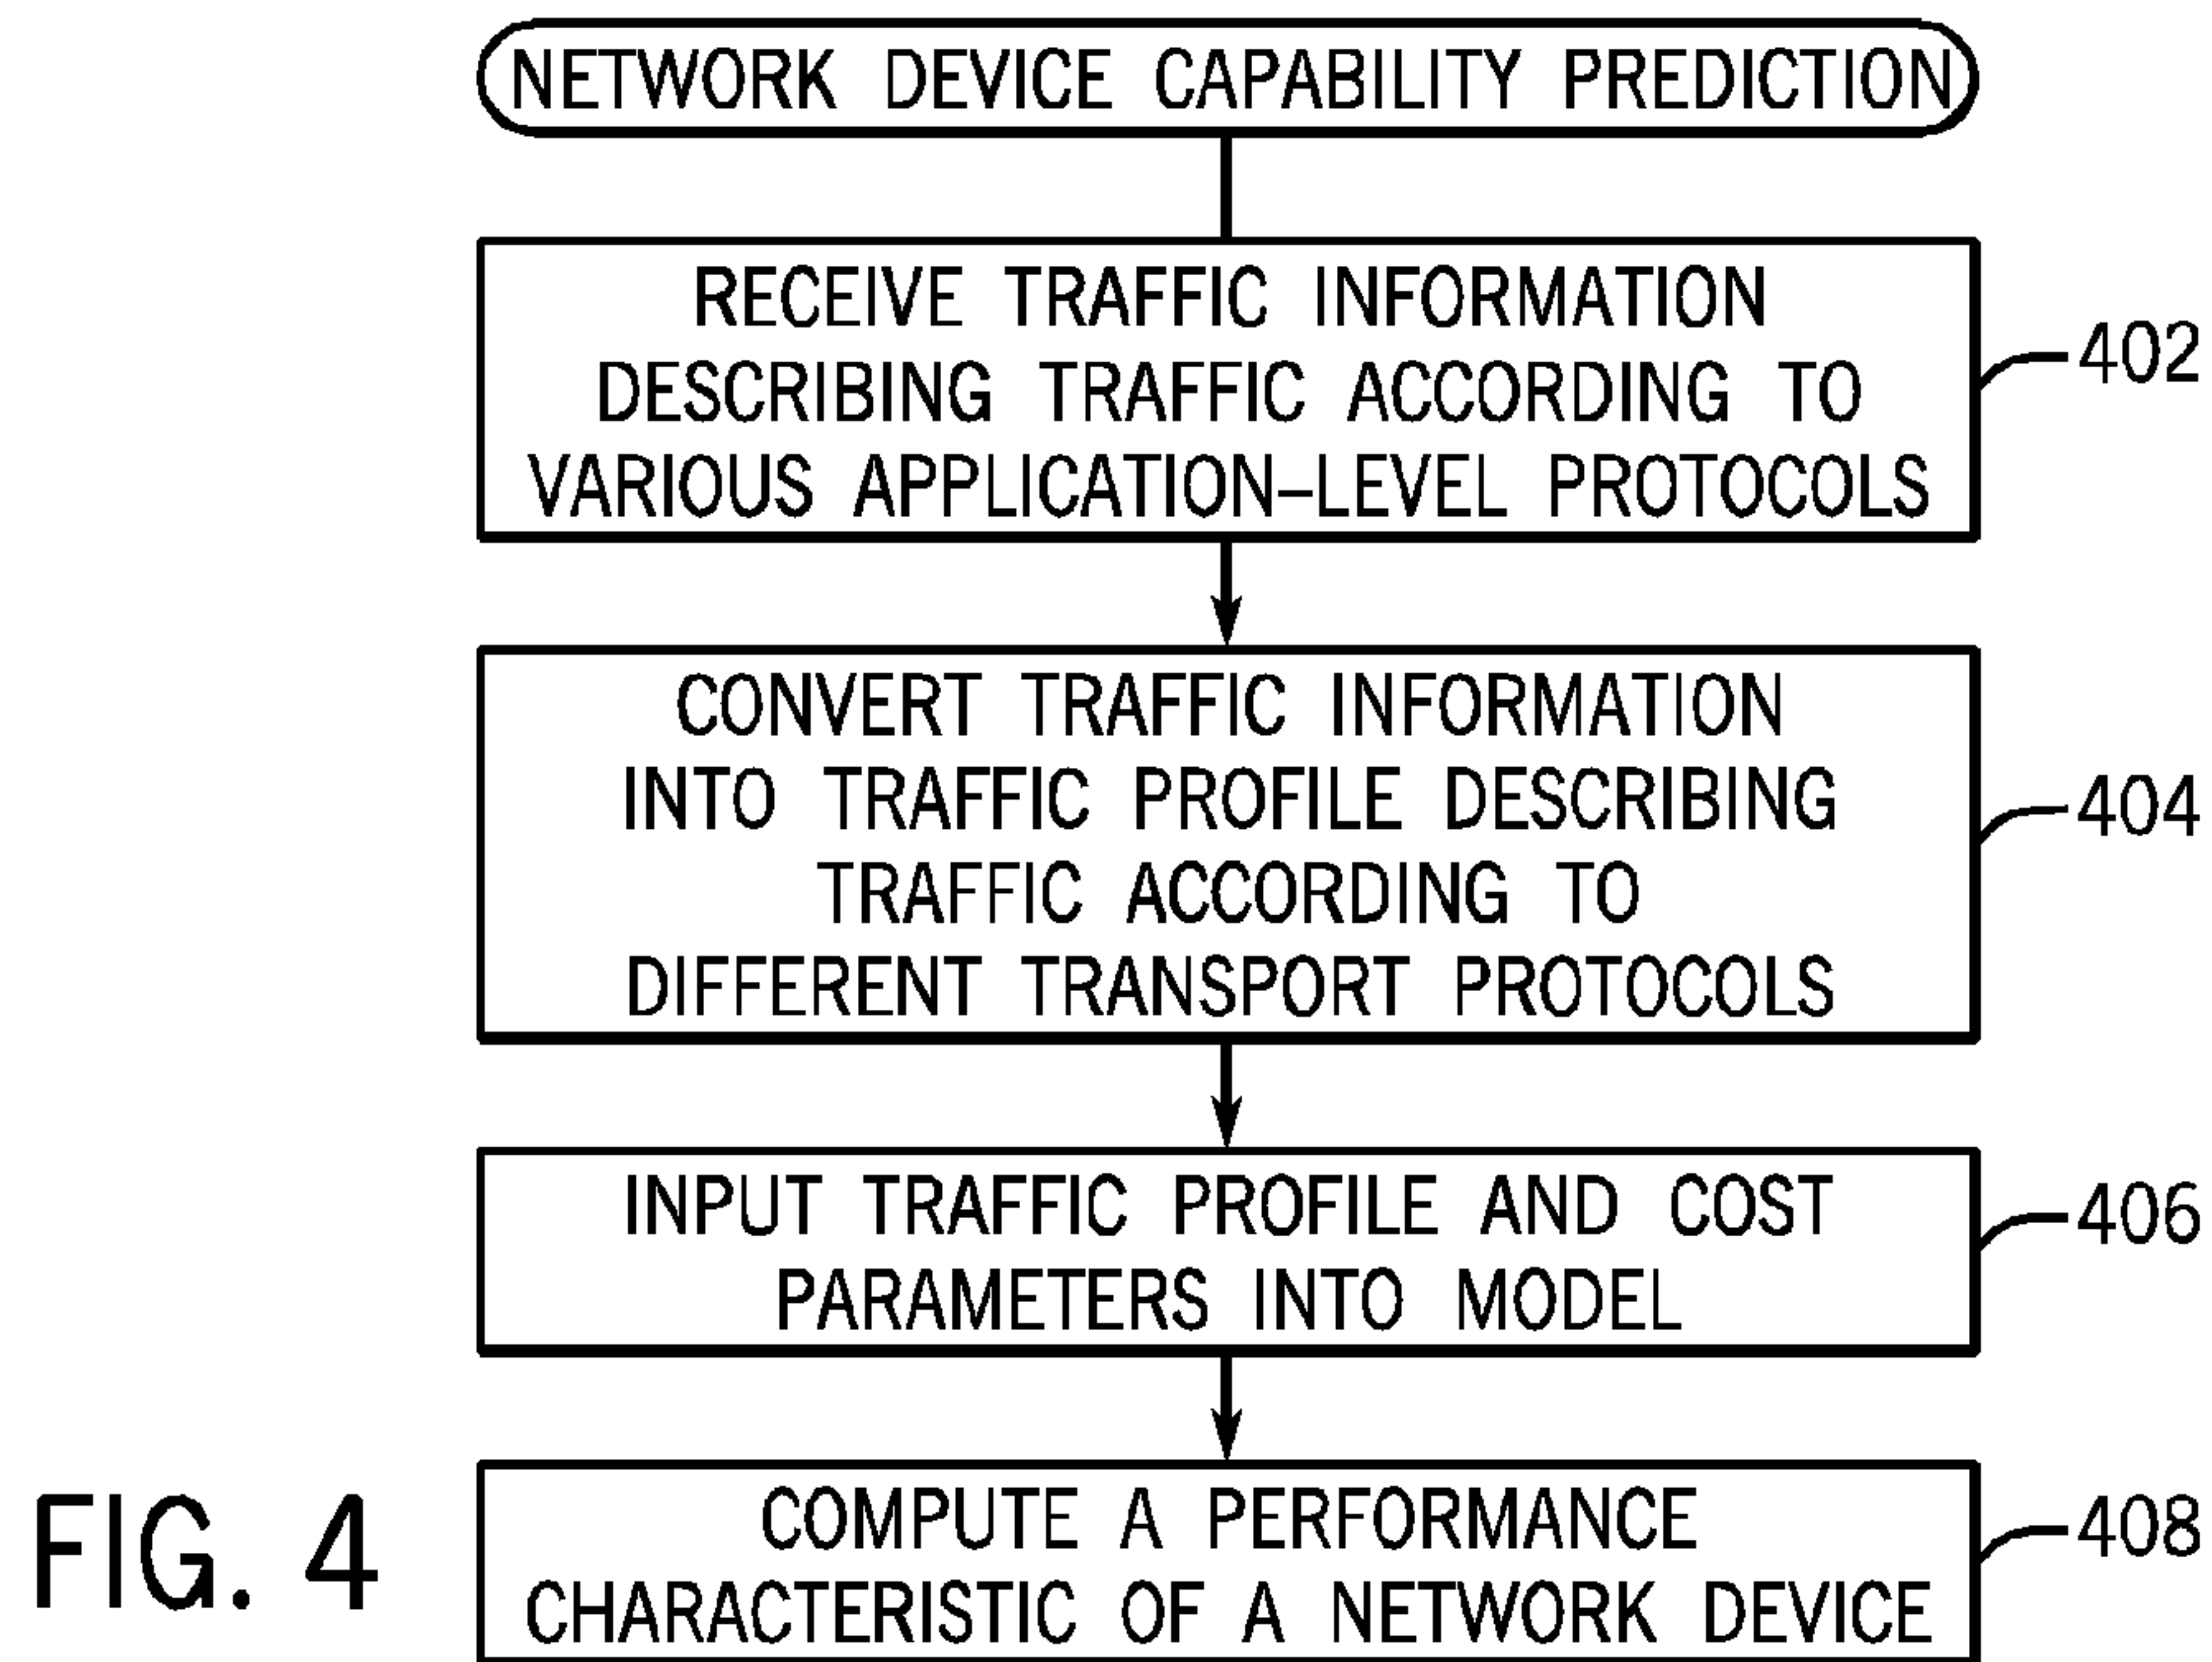 NETWORK DEVICE CAPABILITY PREDICTION
RECEIVE TRAFFIC INFORMATION
DESCRIBING TRAFFIC ACCORDING TO
VARIOUS APPLICATION–LEVEL PROTOCOLS
402
CONVERT TRAFFIC INFORMATION
INTO TRAFFIC PROFILE DESCRIBING
TRAFFIC ACCORDING TO
DIFFERENT TRANSPORT PROTOCOLS
404
INPUT TRAFFIC PROFILE AND COST
PARAMETERS INTO MODEL
406
COMPUTE A PERFORMANCE
CHARACTERISTIC OF A NETWORK DEVICE
408
FIG. 4